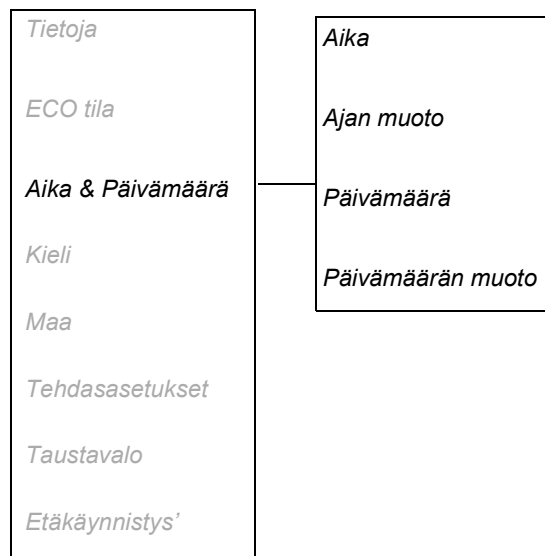 Tietoja
ECO tila
Aika & Päivämäärä
Kieli
Maa
Tehdasasetukset
Taustavalo
Etäkäynnistys'
Aika
Ajan muoto
Päivämäärä
Päivämäärän muoto